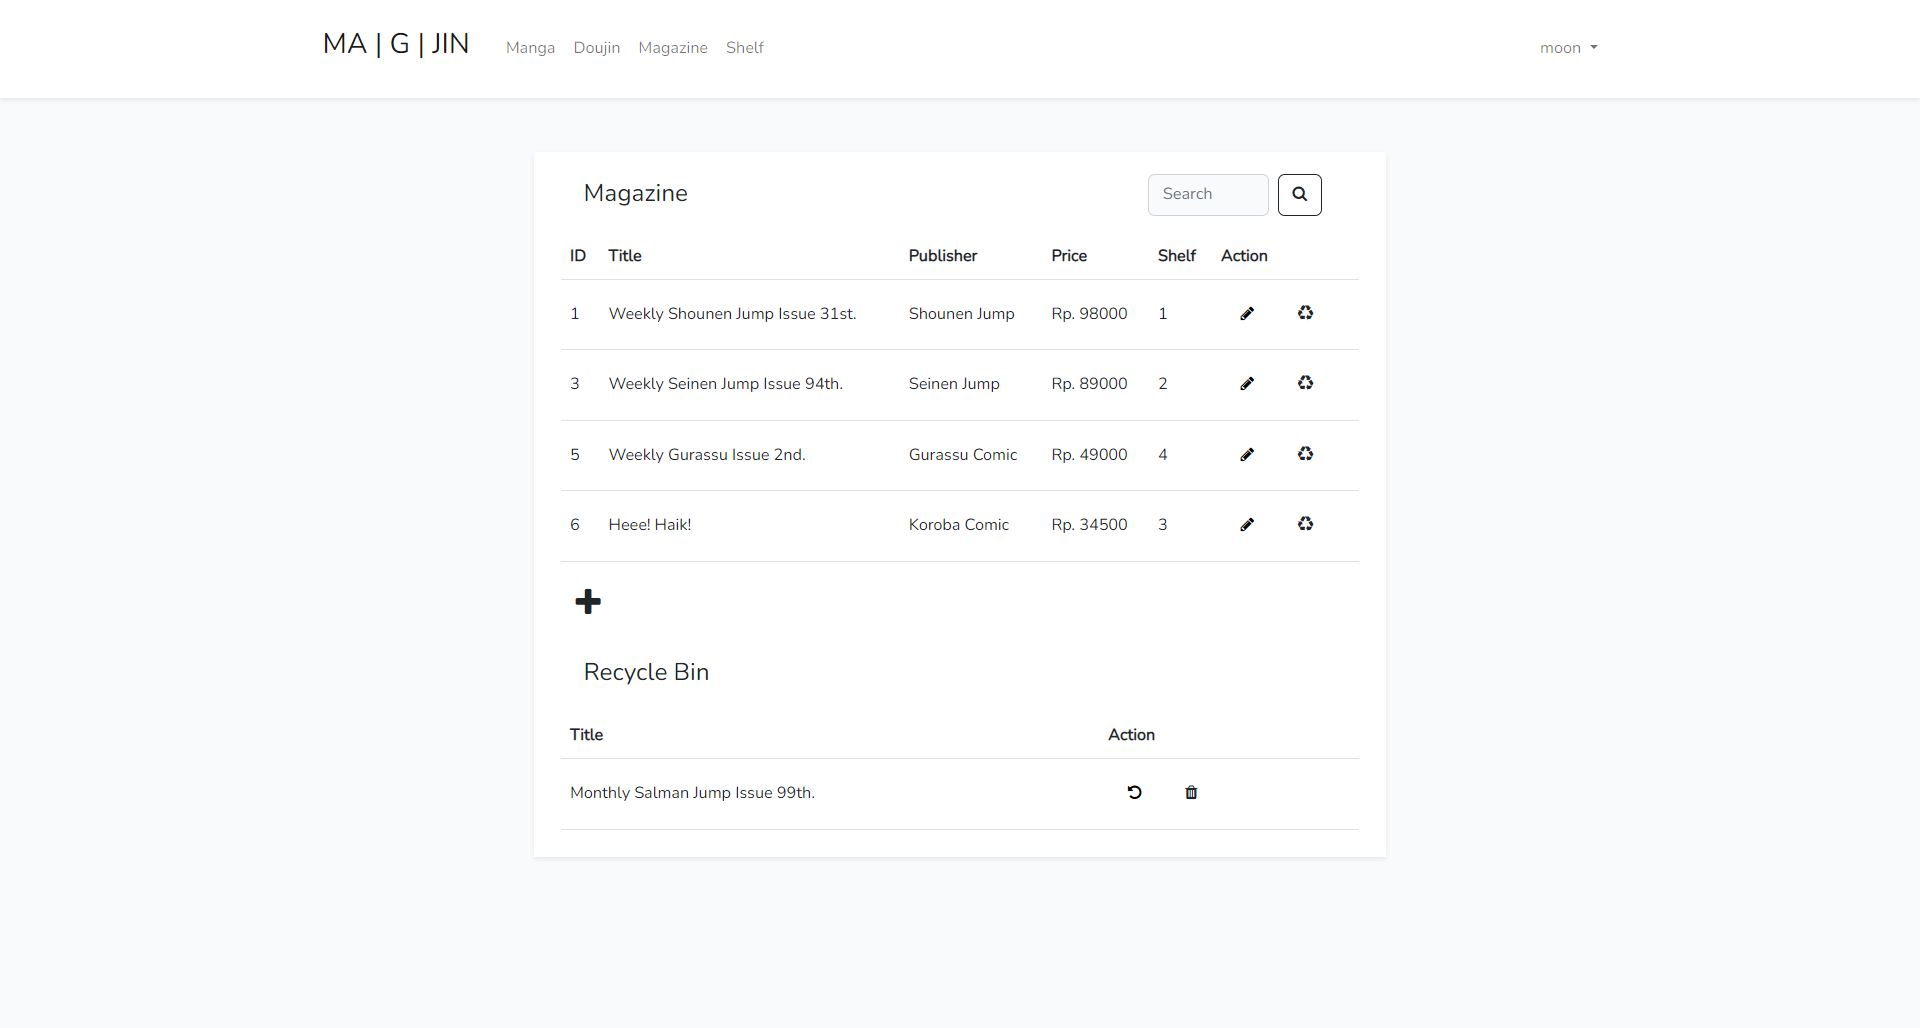 MA | G | JIN Manga Doujin Magazine Shelf moon
Magazine Search
ID Title Publisher Price Shelf Action
1 Weekly Shounen Jump Issue 31st. Shounen Jump Rp. 98000 1
3 Weekly Seinen Jump Issue 94th. Seinen Jump Rp. 89000 2
5 Weekly Gurassu Issue 2nd. Gurassu Comic Rp. 49000 4
6 Heee! Haik! Koroba Comic Rp. 34500 3
Recycle Bin
Title Action
Monthly Salman Jump Issue 99th.